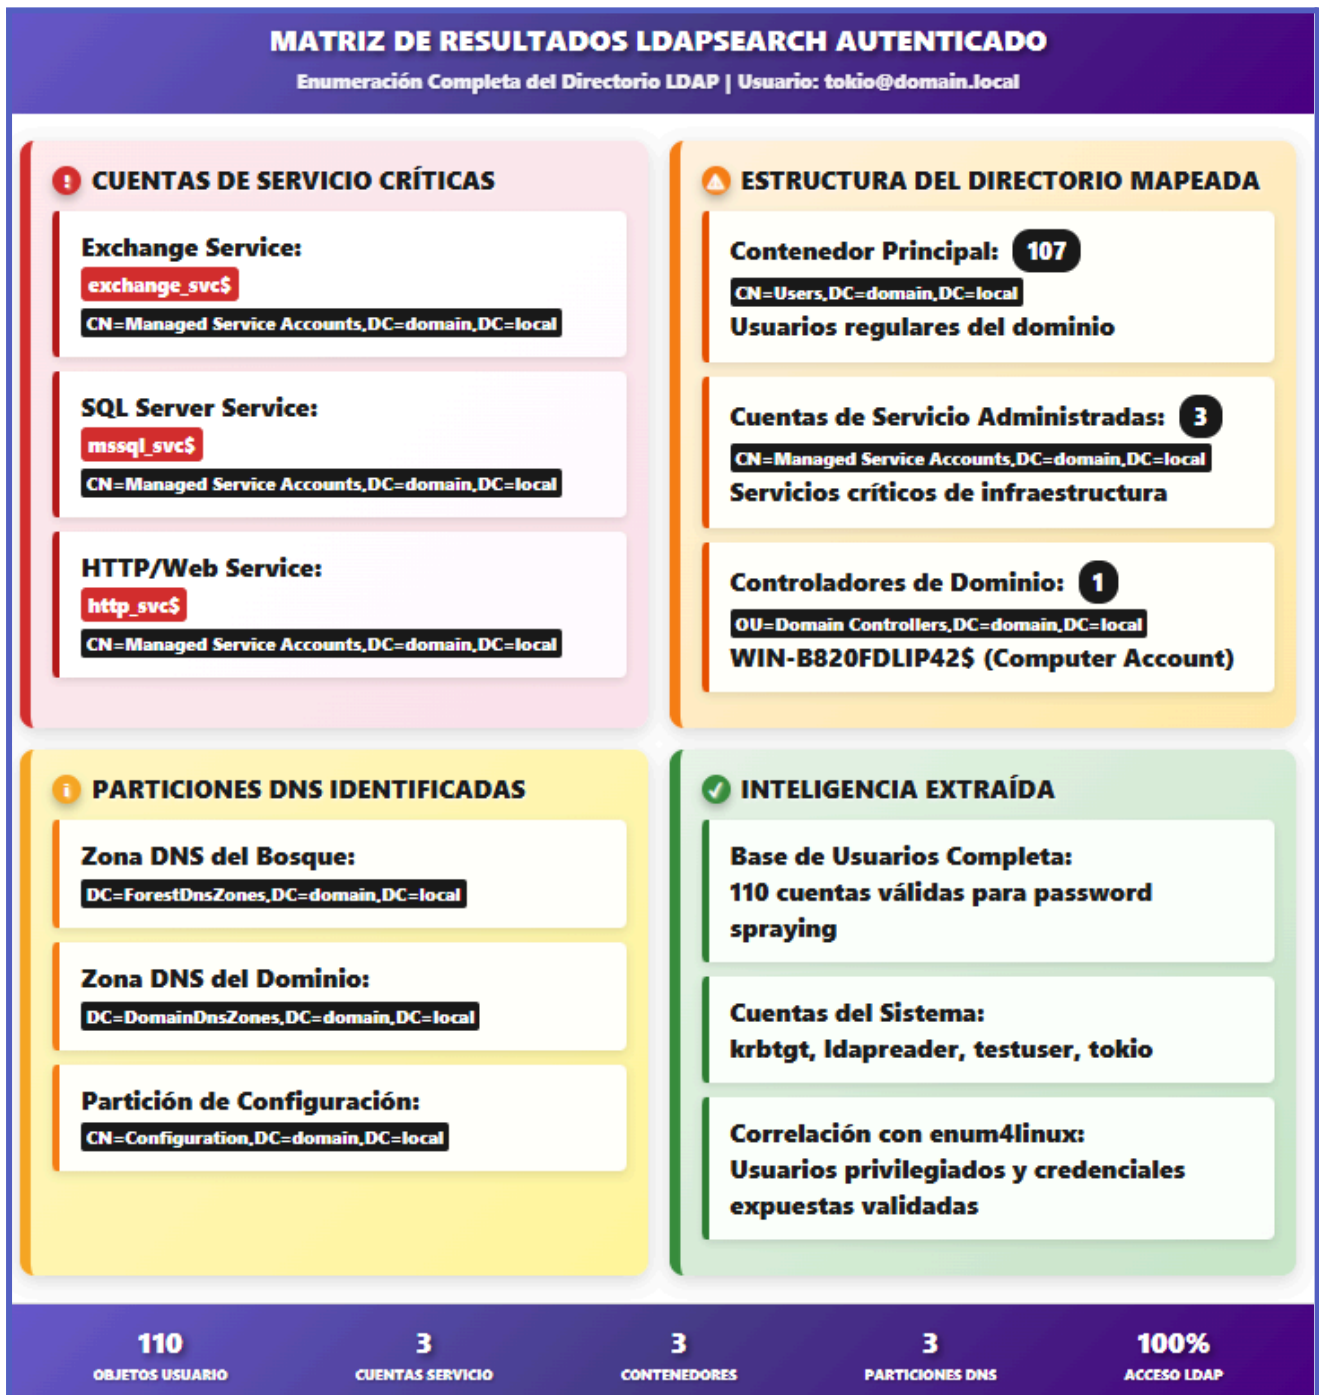 MATRIZ DE RESULTADOS LDAPSEARCH AUTENTICADO
Enumeración Completa del Directorio LDAP | Usuario: tokio@domain.local
CUENTAS DE SERVICIO CRÍTICAS
Exchange Service:
exchange_svc$
CN=Managed Service Accounts,DC=domain,DC=local
SQL Server Service:
mssql_svc$
CN=Managed Service Accounts,DC=domain,DC=local
HTTP/Web Service:
http_svc$
CN=Managed Service Accounts,DC=domain,DC=local
ESTRUCTURA DEL DIRECTORIO MAPEADA
Contenedor Principal: 107
CN=Users,DC=domain,DC=local
Usuarios regulares del dominio
Cuentas de Servicio Administradas: 3
CN=Managed Service Accounts,DC=domain,DC=local
Servicios críticos de infraestructura
Controladores de Dominio: 1
OU=Domain Controllers,DC=domain,DC=local
WIN-B820FDLIP42$ (Computer Account)
PARTICIONES DNS IDENTIFICADAS
Zona DNS del Bosque:
DC=ForestDnsZones,DC=domain,DC=local
Zona DNS del Dominio:
DC=DomainDnsZones,DC=domain,DC=local
Partición de Configuración:
CN=Configuration,DC=domain,DC=local
INTELIGENCIA EXTRAÍDA
Base de Usuarios Completa:
110 cuentas válidas para password
spraying
Cuentas del Sistema:
krbtgt, ldapreader, testuser, tokio
Correlación con enum4linux:
Usuarios privilegiados y credenciales
expuestas validadas
110
OBJETOS USUARIO
3
CUENTAS SERVICIO
3
CONTENEDORES
3
PARTICIONES DNS
100%
ACCESO LDAP